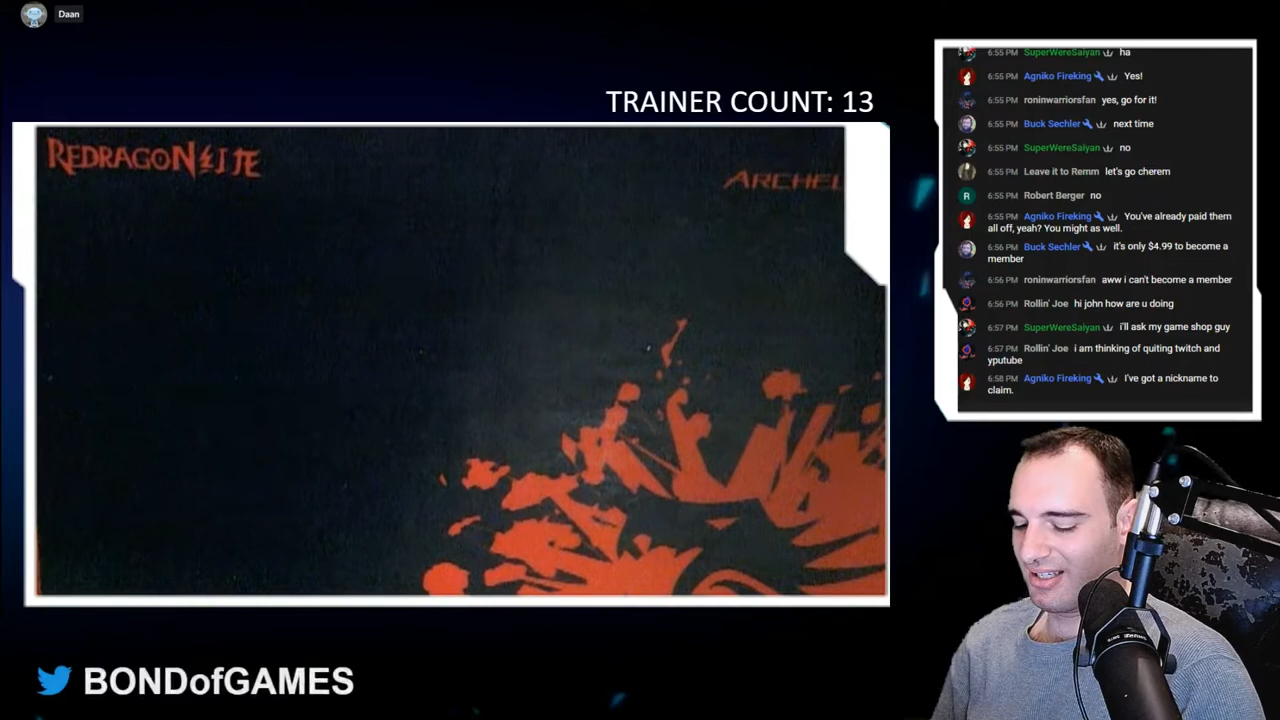 Daan
TRAINER COUNT: 13
REDRAGON 红龙
ARCHEL
6:55 PM SuperWereSaiyan ha
6:55 PM Agniko Fireking Yes!
6:55 PM roninwarriorsfan yes, go for it!
6:55 PM Buck Sechler next time
6:55 PM SuperWereSaiyan no
6:55 PM Leave it to Remm let's go cherem
R 6:55 PM Robert Berger no
6:55 PM Agniko Fireking You've already paid them
all off, yeah? You might as well.
6:56 PM Buck Sechler it's only $4.99 to become a
member
6:56 PM roninwarriorsfan aww i can't become a member
6:56 PM Rollin' Joe hi john how are u doing
6:57 PM SuperWereSaiyan i'll ask my game shop guy
6:57 PM Rollin' Joe i am thinking of quiting twitch and
yputube
6:58 PM Agniko Fireking I've got a nickname to
claim.
BONDofGAMES